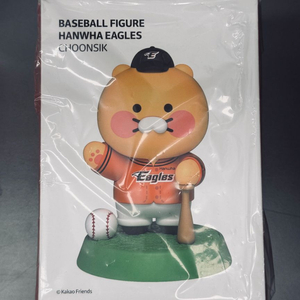 BASEBALL FIGURE
HANWHA EAGLES
CHOONSIK
E
Eagles
© Kakao Friends